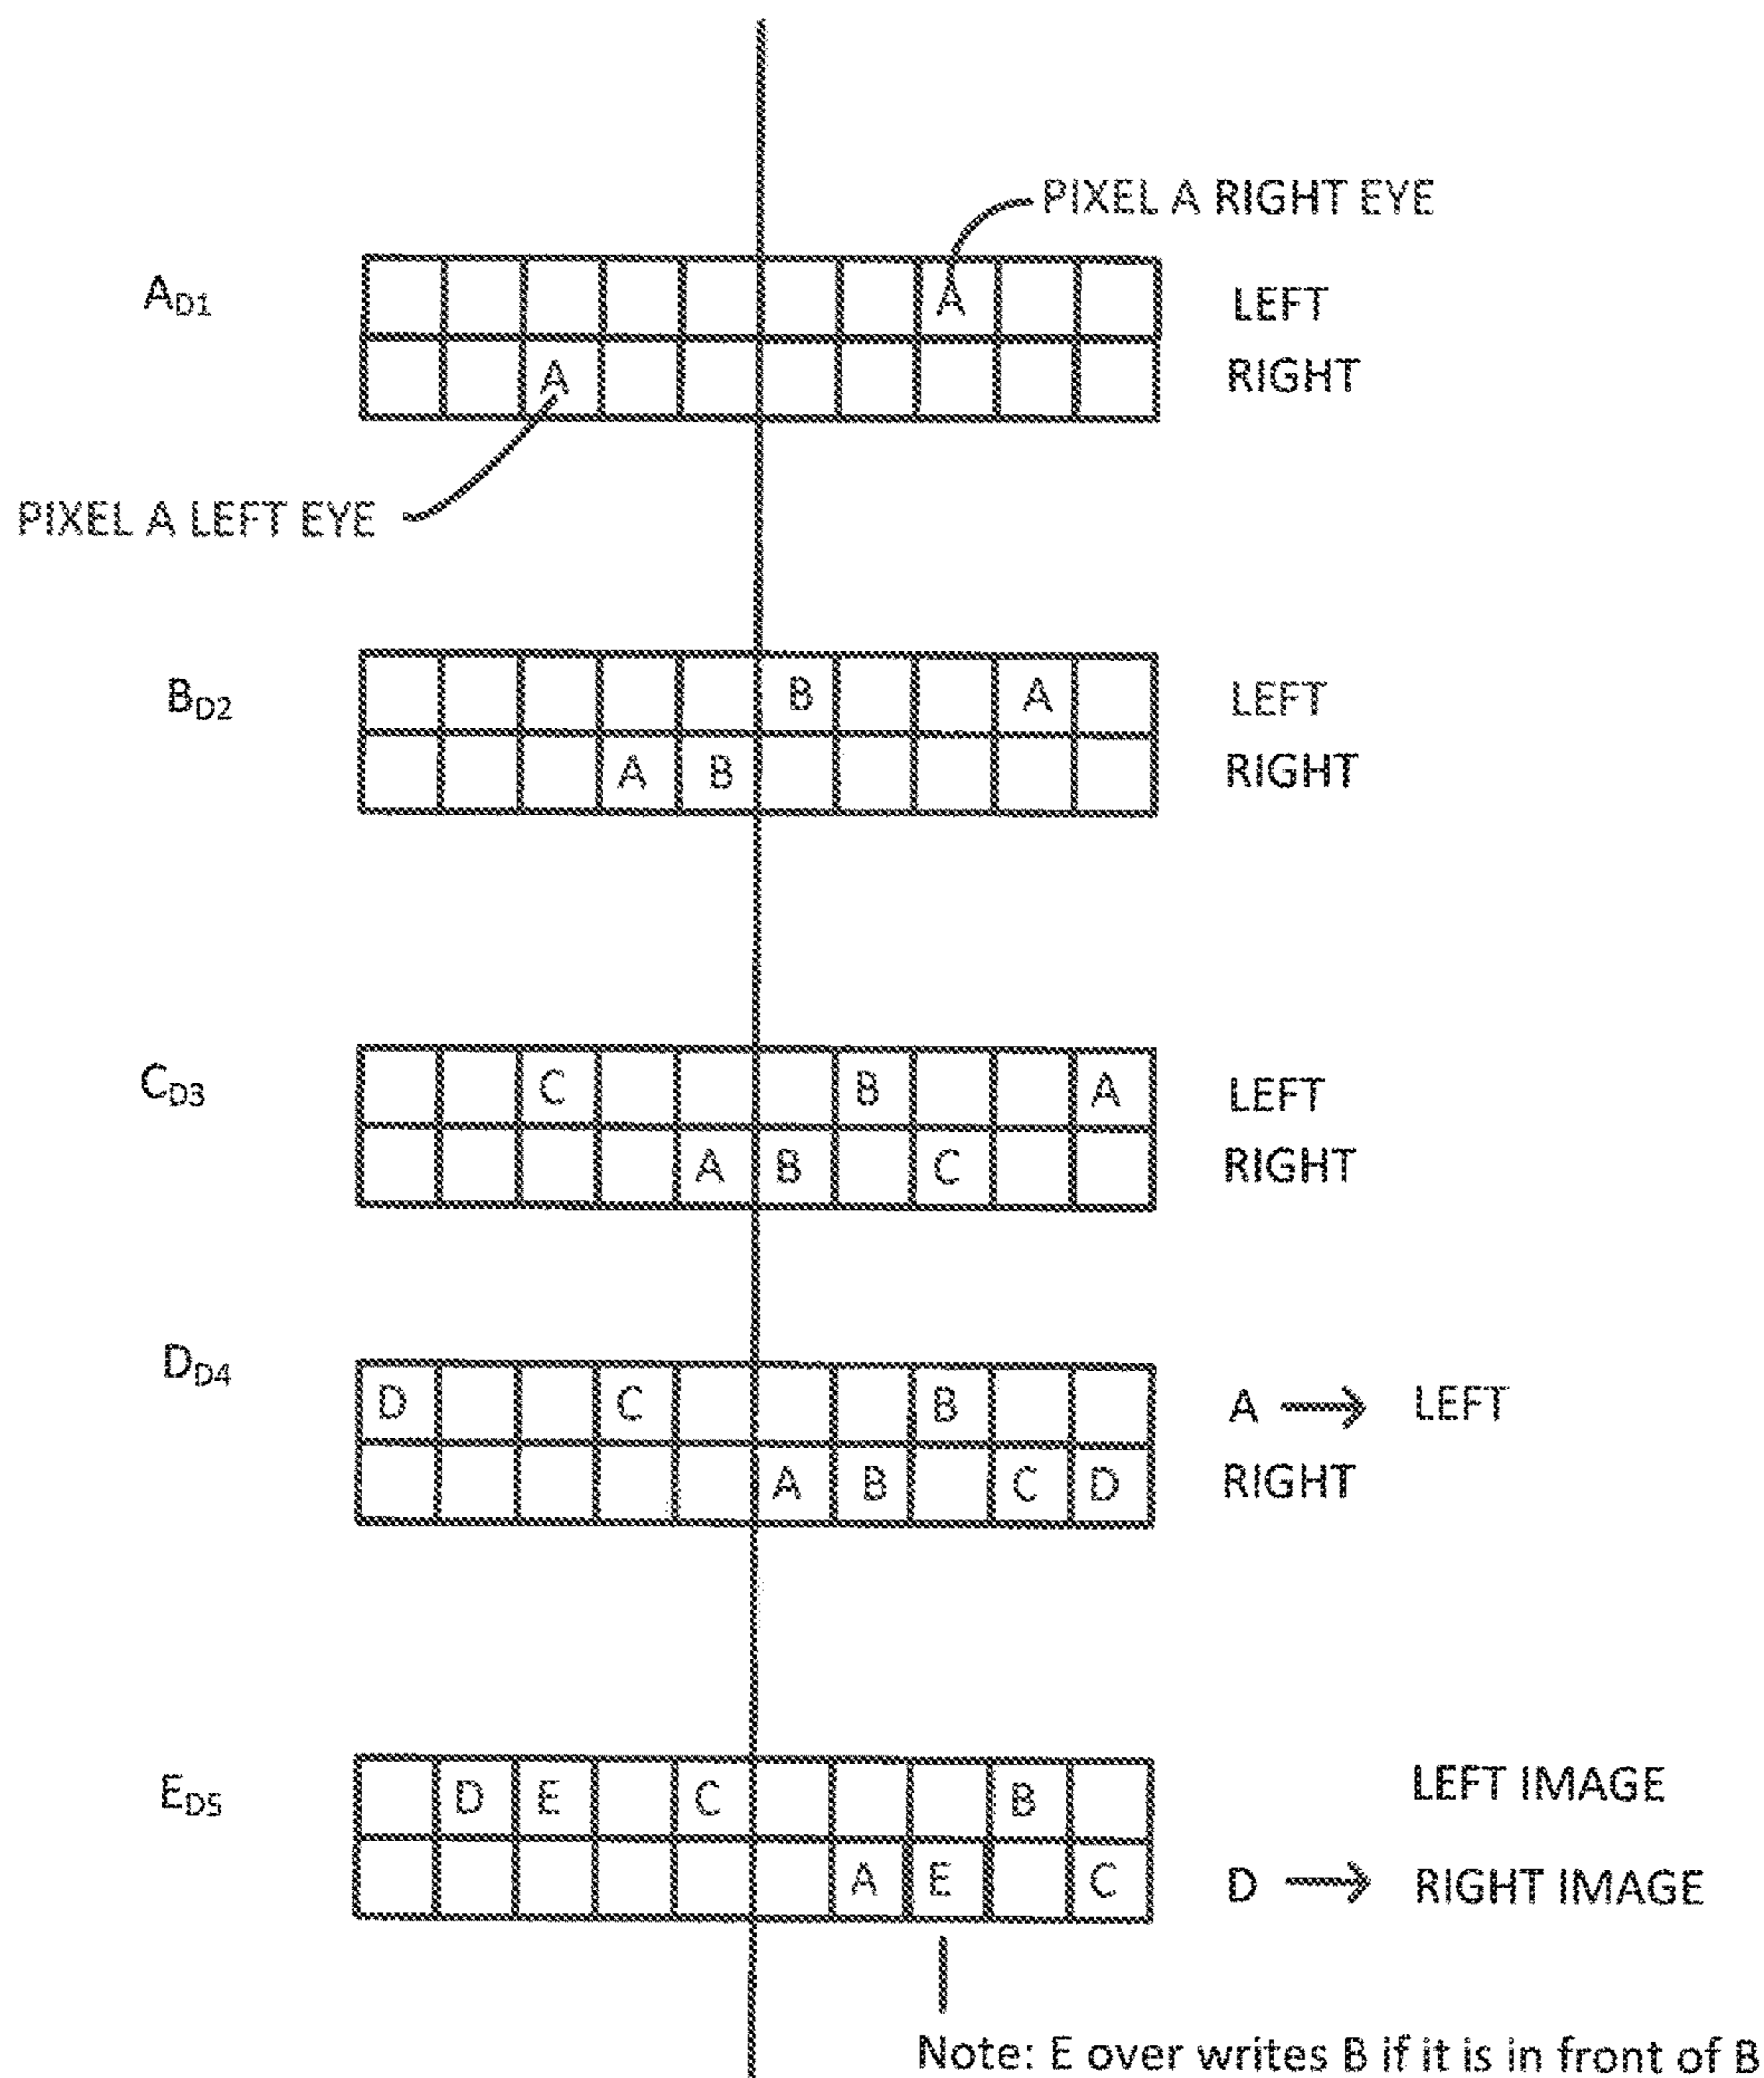 PIXEL A RIGHT EYE
A_D1 A LEFT
A RIGHT
PIXEL A LEFT EYE
B_D2 B A LEFT
A B RIGHT
C_D3 C B A LEFT
A B C RIGHT
D_D4 D C B A → LEFT
A B C D RIGHT
E_D5 D E C B LEFT IMAGE
A E C D → RIGHT IMAGE
Note: E over writes B if it is in front of B